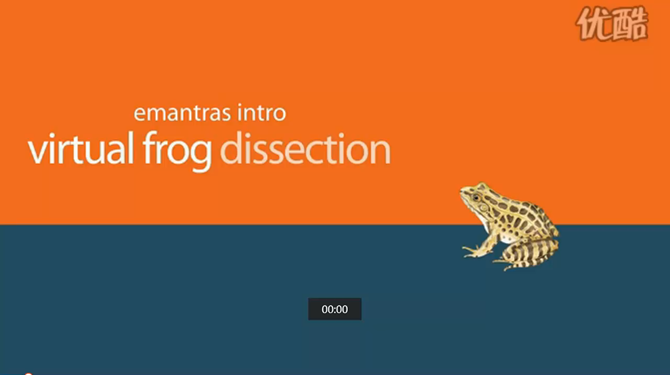 优酷
emantras intro
virtual frog dissection
00:00